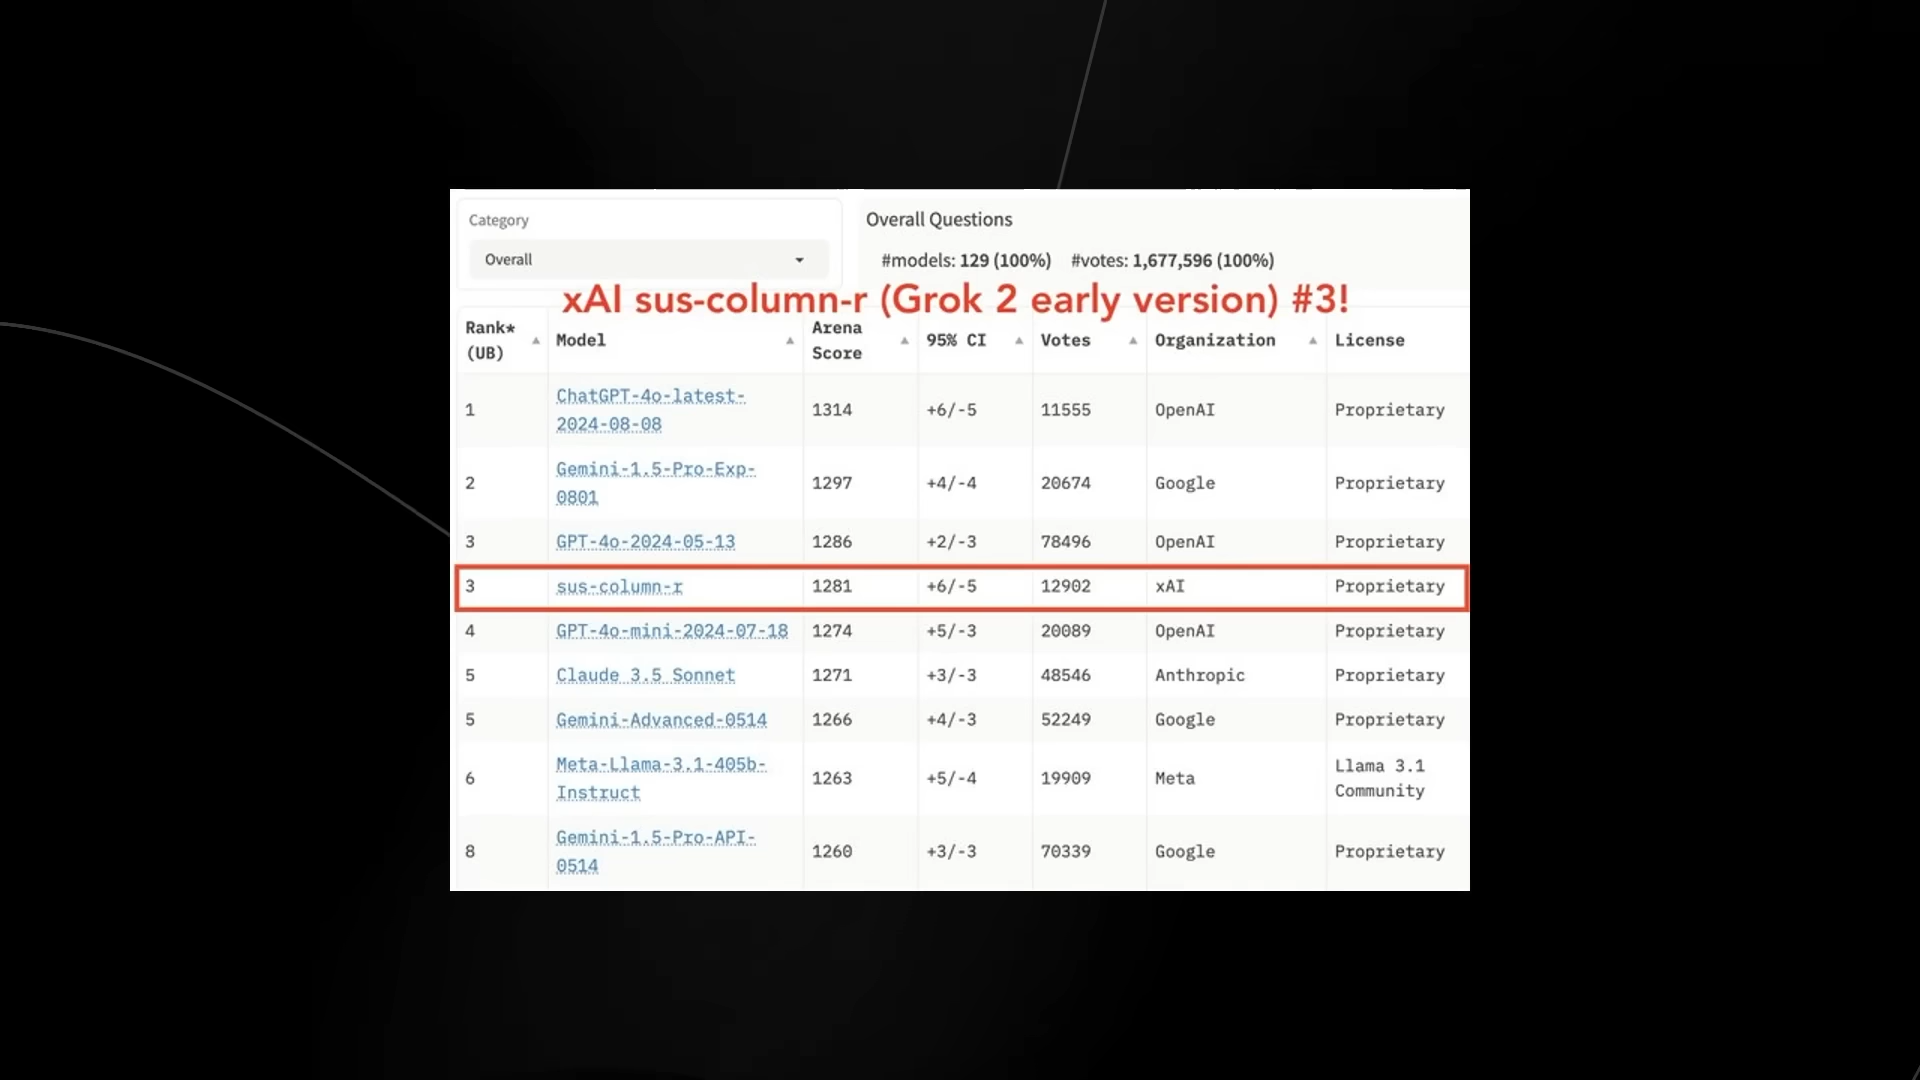 Category
Overall
Overall Questions
#models: 129 (100%) #votes: 1,677,596 (100%)
xAI sus-column-r (Grok 2 early version) #3!
Rank* (UB) Model Arena Score 95% CI Votes Organization License
1 ChatGPT-4o-latest-2024-08-08 1314 +6/-5 11555 OpenAI Proprietary
2 Gemini-1.5-Pro-Exp-0801 1297 +4/-4 20674 Google Proprietary
3 GPT-4o-2024-05-13 1286 +2/-3 78496 OpenAI Proprietary
3 sus-column-r 1281 +6/-5 12902 xAI Proprietary
4 GPT-4o-mini-2024-07-18 1274 +5/-3 20089 OpenAI Proprietary
5 Claude 3.5 Sonnet 1271 +3/-3 48546 Anthropic Proprietary
5 Gemini-Advanced-0514 1266 +4/-3 52249 Google Proprietary
6 Meta-Llama-3.1-405b-Instruct 1263 +5/-4 19909 Meta Llama 3.1 Community
8 Gemini-1.5-Pro-API-0514 1260 +3/-3 70339 Google Proprietary